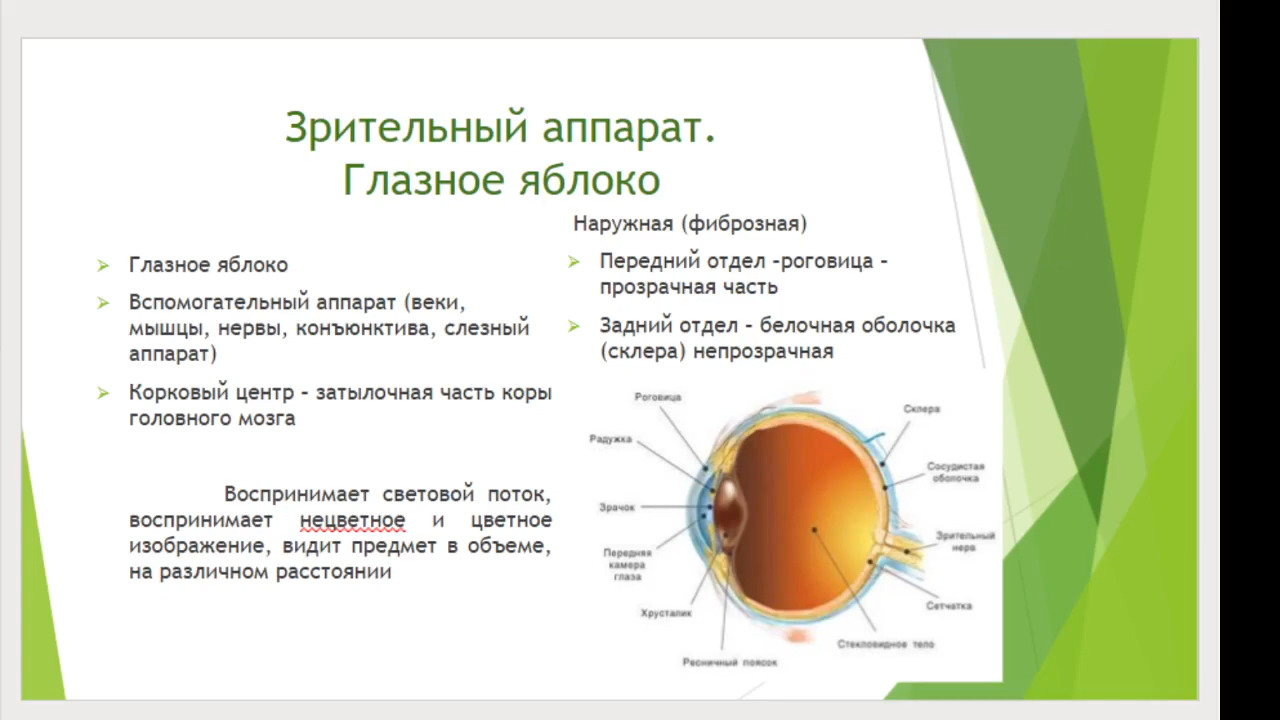 Зрительный аппарат.
Глазное яблоко
Глазное яблоко
Вспомогательный аппарат (веки,
мышцы, нервы, конъюнктива, слезный
аппарат)
Корковый центр – затылочная часть коры
головного мозга
Воспринимает световой поток,
воспринимает нецветное и цветное
изображение, видит предмет в объеме,
на различном расстоянии
Наружная (фиброзная)
Передний отдел –роговица –
прозрачная часть
Задний отдел – белочная оболочка
(склера) непрозрачная
Роговица
Радужка
Зрачок
Передняя
камера
глаза
Хрусталик
Ресничный поясок
Склера
Сосудистая
оболочка
Зрительный
нерв
Сетчатка
Стекловидное тело